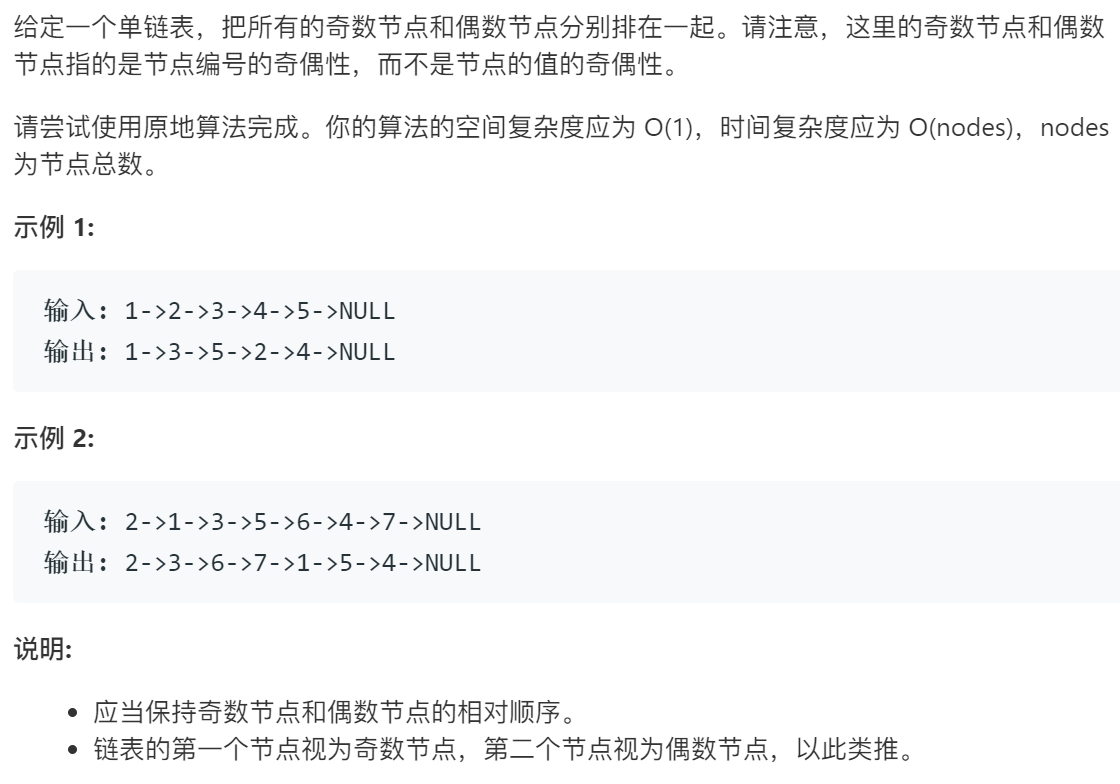 给定一个单链表，把所有的奇数节点和偶数节点分别排在一起。请注意，这里的奇数节点和偶数
节点指的是节点编号的奇偶性，而不是节点的值的奇偶性。
请尝试使用原地算法完成。你的算法的空间复杂度应为 O(1)，时间复杂度应为 O(nodes)，nodes
为节点总数。
示例 1:
输入: 1->2->3->4->5->NULL
输出: 1->3->5->2->4->NULL
示例 2:
输入: 2->1->3->5->6->4->7->NULL
输出: 2->3->6->7->1->5->4->NULL
说明:
• 应当保持奇数节点和偶数节点的相对顺序。
• 链表的第一个节点视为奇数节点，第二个节点视为偶数节点，以此类推。